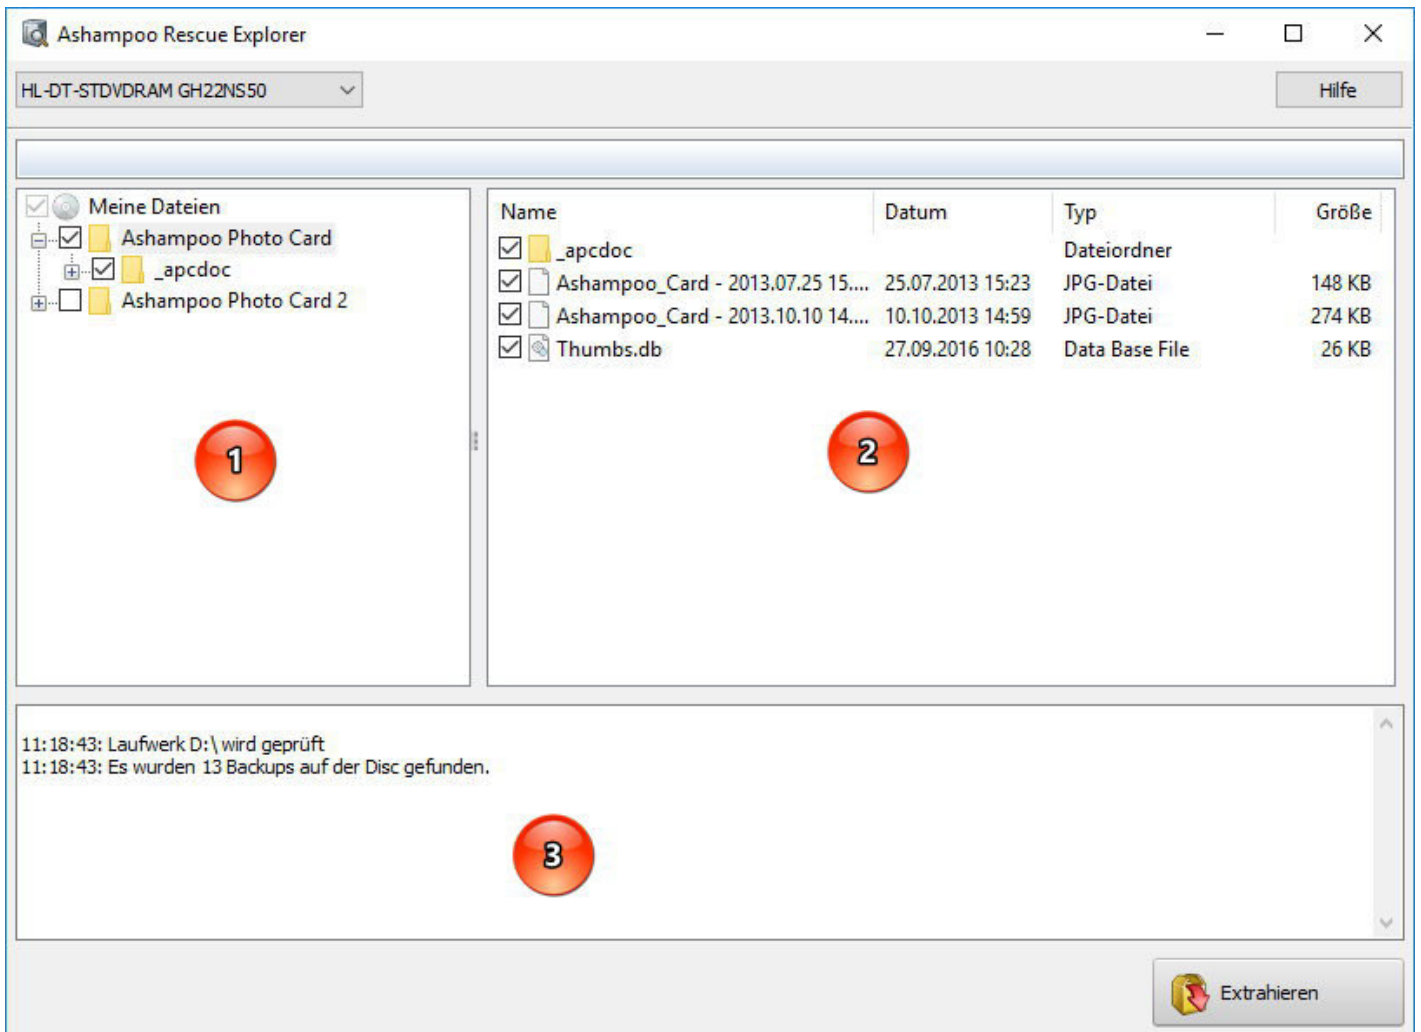 Ashampoo Rescue Explorer
HL-DT-STDVDRAM GH22NS50
Hilfe
Meine Dateien
Ashampoo Photo Card
_apcdoc
Ashampoo Photo Card 2
1
Name Datum Typ Größe
_apcdoc Dateiordner
Ashampoo_Card - 2013.07.25 15.... 25.07.2013 15:23 JPG-Datei 148 KB
Ashampoo_Card - 2013.10.10 14.... 10.10.2013 14:59 JPG-Datei 274 KB
Thumbs.db 27.09.2016 10:28 Data Base File 26 KB
2
11:18:43: Laufwerk D:\ wird geprüft
11:18:43: Es wurden 13 Backups auf der Disc gefunden.
3
Extrahieren